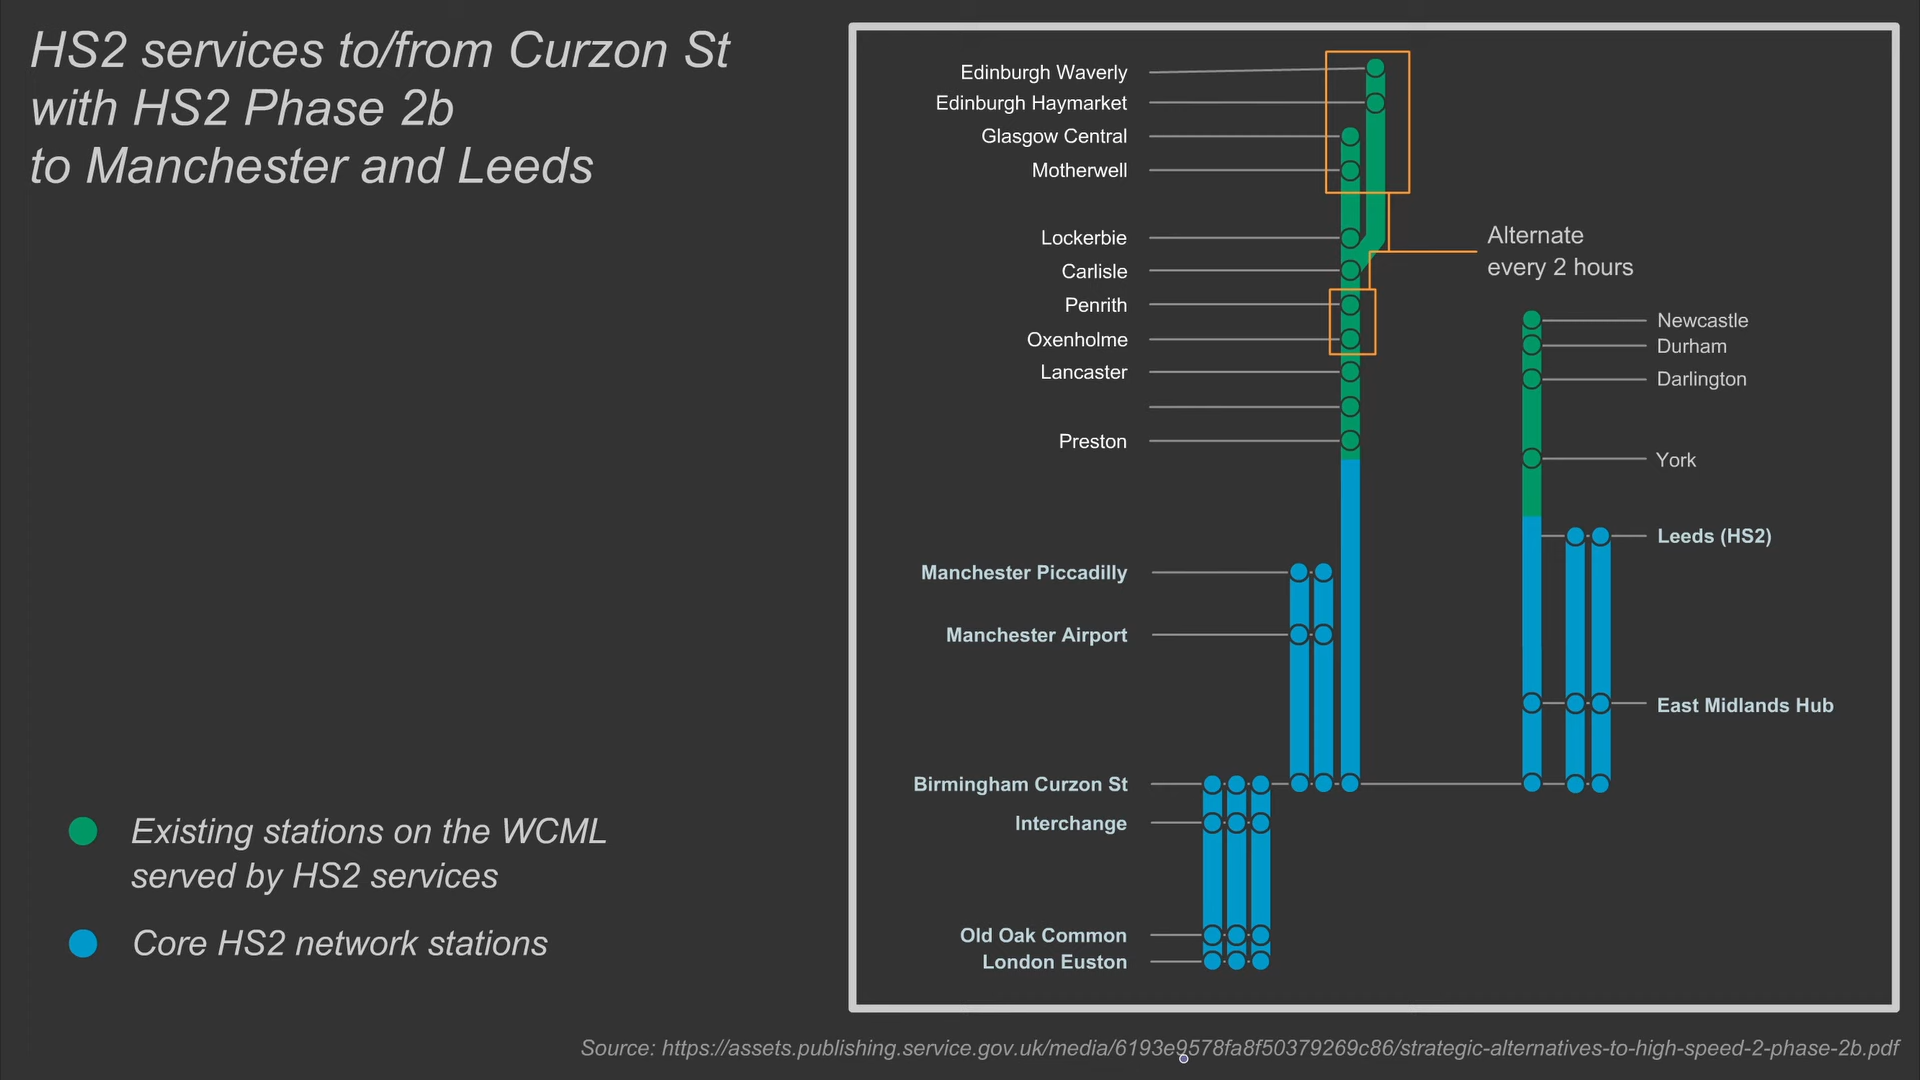 HS2 services to/from Curzon St
with HS2 Phase 2b
to Manchester and Leeds
Edinburgh Waverly
Edinburgh Haymarket
Glasgow Central
Motherwell
Lockerbie
Carlisle
Penrith
Oxenholme
Lancaster
Preston
Manchester Piccadilly
Manchester Airport
Birmingham Curzon St
Interchange
Old Oak Common
London Euston
Alternate
every 2 hours
Newcastle
Durham
Darlington
York
Leeds (HS2)
East Midlands Hub
Existing stations on the WCML
served by HS2 services
Core HS2 network stations
Source: https://assets.publishing.service.gov.uk/media/6193e9578fa8f50379269c86/strategic-alternatives-to-high-speed-2-phase-2b.pdf